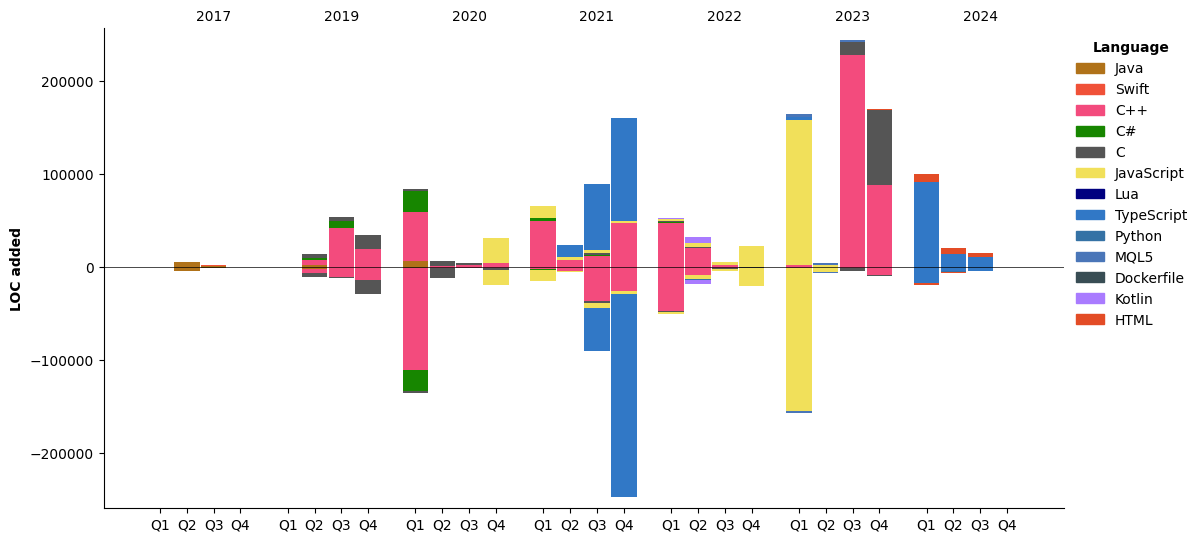 2017 2019 2020 2021 2022 2023 2024
LOC added
200000
100000
0
−100000
−200000
Q1 Q2 Q3 Q4 Q1 Q2 Q3 Q4 Q1 Q2 Q3 Q4 Q1 Q2 Q3 Q4 Q1 Q2 Q3 Q4 Q1 Q2 Q3 Q4 Q1 Q2 Q3 Q4
Language
Java
Swift
C++
C#
C
JavaScript
Lua
TypeScript
Python
MQL5
Dockerfile
Kotlin
HTML